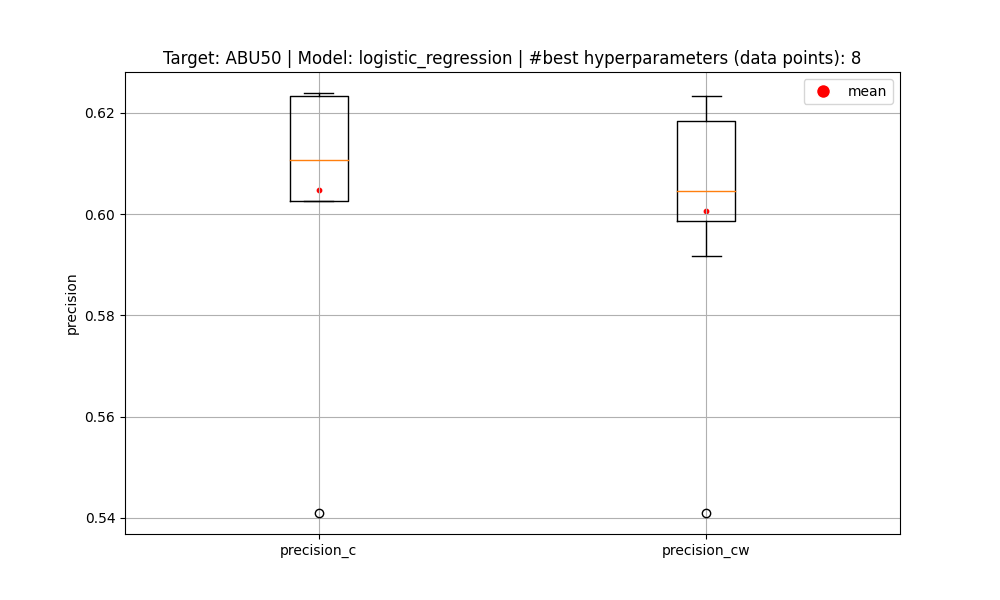 Target: ABU50 | Model: logistic_regression | #best hyperparameters (data points): 8
mean
0.62
0.60
0.58
0.56
0.54
precision
precision_c
precision_cw